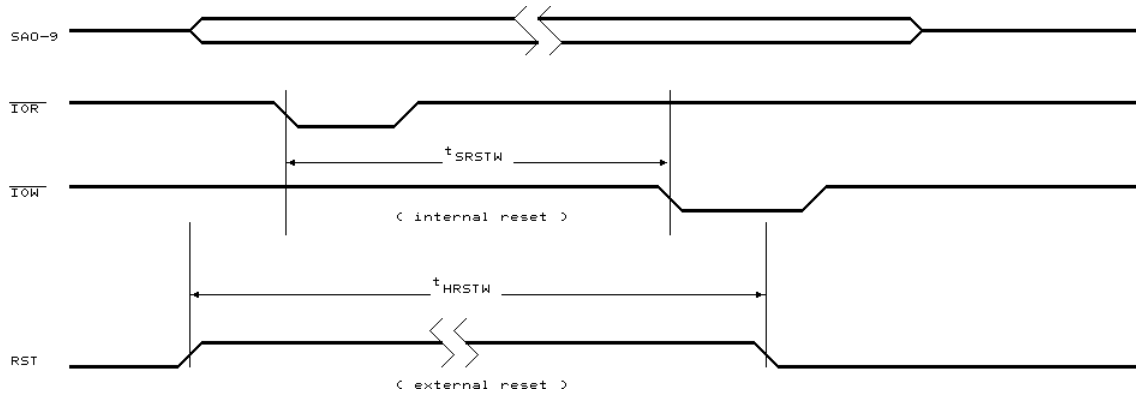 SA0-9
IOR
tSRSTW
IOW
( internal reset )
tHRSTW
RST
( external reset )